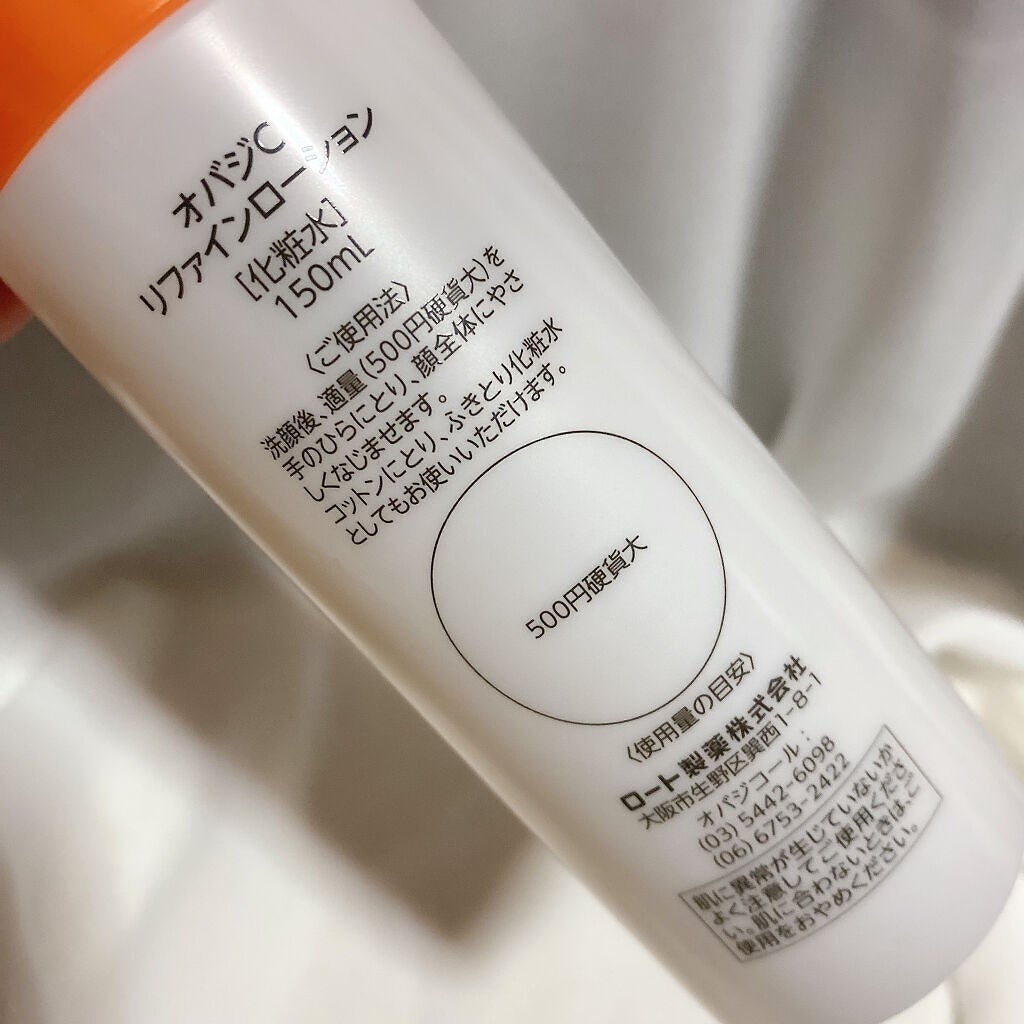 オバジC
リファインローション
[化粧水]
150mL
〈ご使用法〉
洗顔後、適量(500円硬貨大)を
手のひらにとり、顔全体にやさ
しくなじませます。
コットンにとり、ふきとり化粧水
としてもお使いいただけます。
500円硬貨大
〈使用量の目安〉
ロート製薬株式会社
大阪市生野区巽西1-8-1
オバジコール：
(03) 5442-6098
(06) 6753-2422
肌に異常が生じていないか
よく注意してご使用くださ
い。肌に合わないときは、ご
使用をおやめください。